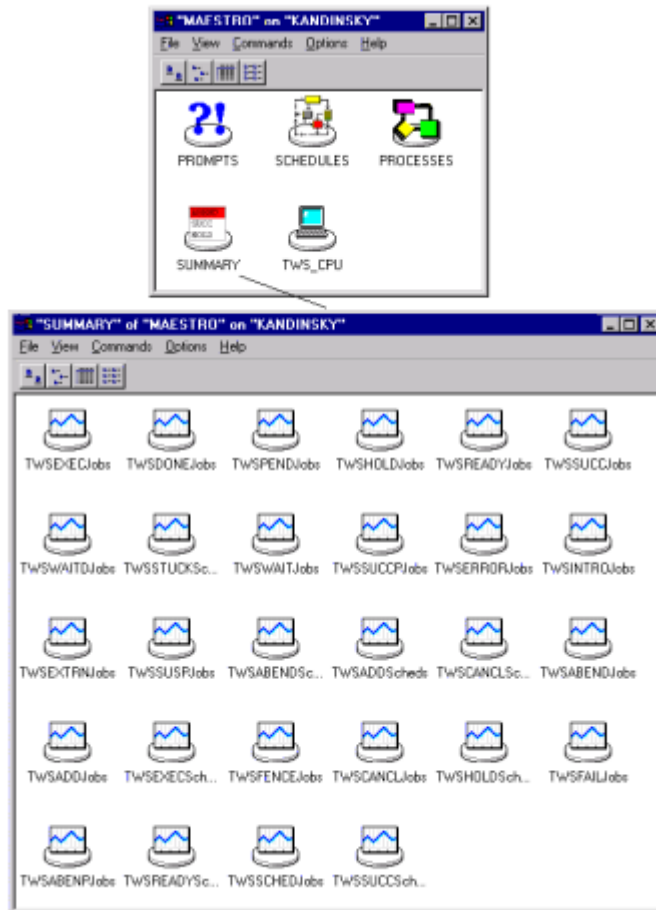 "MAESTRO" on "KANDINSKY"
File View Commands Options Help
PROMPTS SCHEDULES PROCESSES
SUCC
HOLD
SUMMARY TWS_CPU
"SUMMARY" of "MAESTRO" on "KANDINSKY"
File View Commands Options Help
TWSEXECJobs TWSDONEJobs TWSPENDJobs TWSHOLDJobs TWSREADYJobs TWSSUCCJobs
TWSWAITDJobs TWSSTUCKSc... TWSWAITJobs TWSSUCCPJobs TWSERRORJobs TWSINTROJobs
TWSEXTRNJobs TWSSUSPJobs TWSABENDSc... TWSADDScheds TWSCANCLSc... TWSABENDJobs
TWSADDJobs TWSEXECSch... TWSFENCEJobs TWSCANCLJobs TWSHOLDSch... TWSFAILJobs
TWSABENPJobs TWSREADYSc... TWSSCHEDJobs TWSSUCCSch...